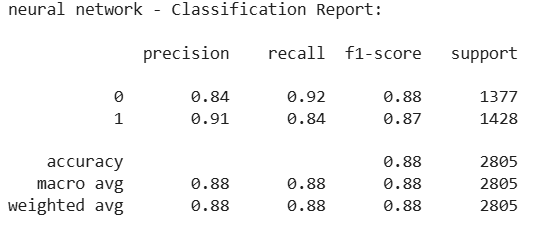 neural network - Classification Report:
precision recall f1-score support
0 0.84 0.92 0.88 1377
1 0.91 0.84 0.87 1428
accuracy 0.88 2805
macro avg 0.88 0.88 0.88 2805
weighted avg 0.88 0.88 0.88 2805